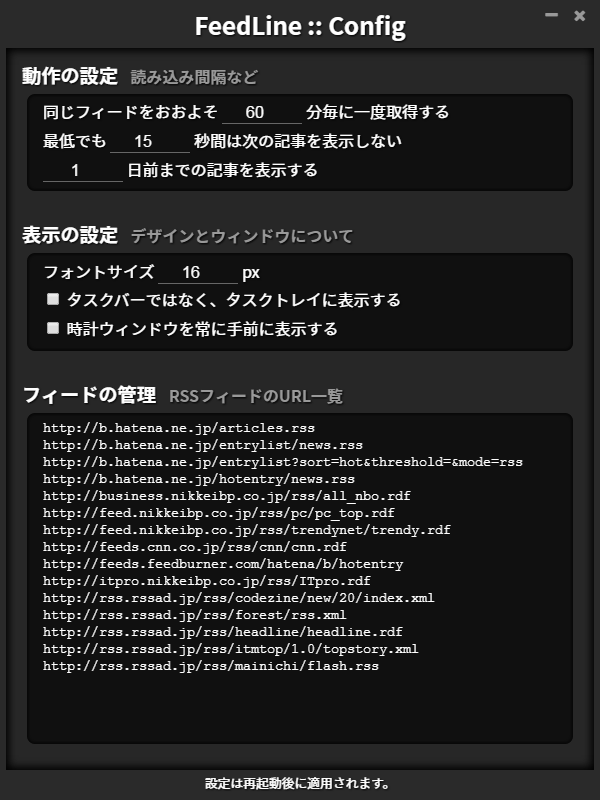 FeedLine :: Config
動作の設定 読み込み間隔など
同じフィードをおおよそ 60 分毎に一度取得する
最低でも 15 秒間は次の記事を表示しない
1 日前までの記事を表示する
表示の設定 デザインとウィンドウについて
フォントサイズ 16 px
タスクバーではなく、タスクトレイに表示する
時計ウィンドウを常に手前に表示する
フィードの管理 RSSフィードのURL一覧
http://b.hatena.ne.jp/articles.rss
http://b.hatena.ne.jp/entrylist/news.rss
http://b.hatena.ne.jp/entrylist?sort=hot&threshold=&mode=rss
http://b.hatena.ne.jp/hotentry/news.rss
http://business.nikkeibp.co.jp/rss/all_nbo.rdf
http://feed.nikkeibp.co.jp/rss/pc/pc_top.rdf
http://feed.nikkeibp.co.jp/rss/trendynet/trendy.rdf
http://feeds.cnn.co.jp/rss/cnn/cnn.rdf
http://feeds.feedburner.com/hatena/b/hotentry
http://itpro.nikkeibp.co.jp/rss/ITpro.rdf
http://rss.rssad.jp/rss/codezine/new/20/index.xml
http://rss.rssad.jp/rss/forest/rss.xml
http://rss.rssad.jp/rss/headline/headline.rdf
http://rss.rssad.jp/rss/itmtop/1.0/topstory.xml
http://rss.rssad.jp/rss/mainichi/flash.rss
設定は再起動後に適用されます。